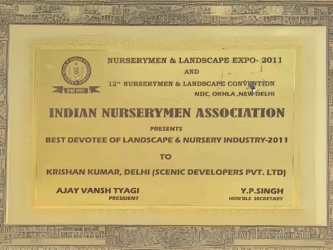 NURSERYMEN & LANDSCAPE EXPO- 2011
AND
12th NURSERYMEN & LANDSCAPE CONVENTION
NSIC, OKHLA ,NEW DELHI
INDIAN NURSERYMEN ASSOCIATION
PRESENTS
BEST DEVOTEE OF LANDSCAPE & NURSERY INDUSTRY-2011
TO
KRISHAN KUMAR, DELHI (SCENIC DEVELOPERS PVT. LTD)
AJAY VANSH TYAGI
PRESIDENT
Y.P.SINGH
HON'BLE SECRETARY